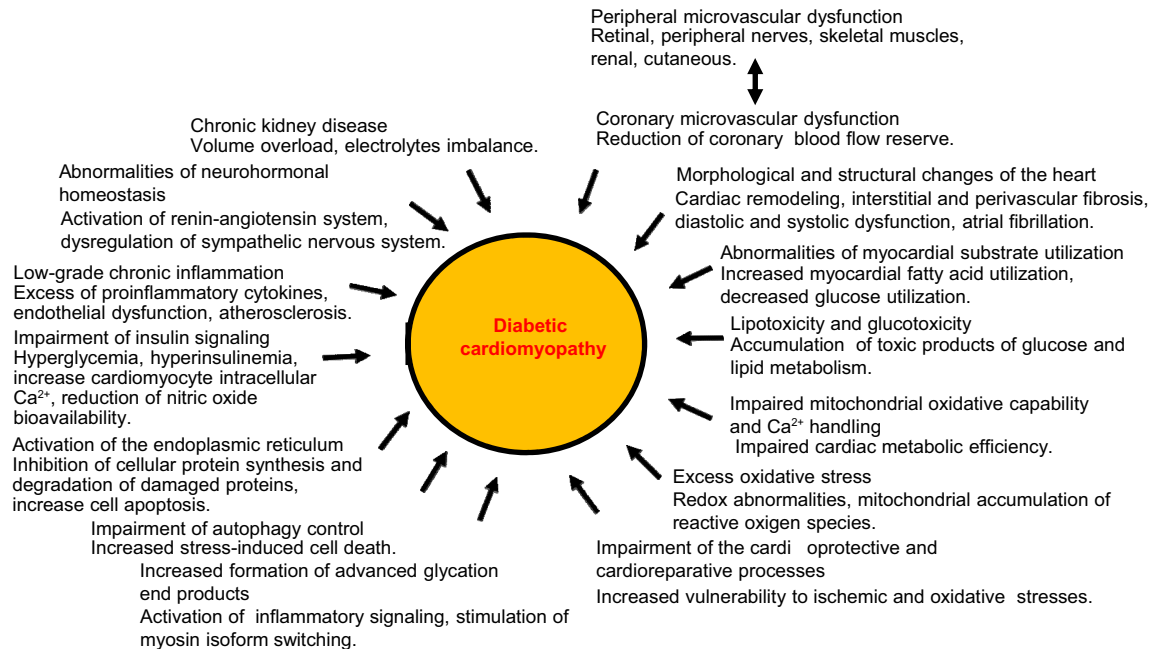 Peripheral microvascular dysfunction
Retinal, peripheral nerves, skeletal muscles,
renal, cutaneous.
Coronary microvascular dysfunction
Reduction of coronary blood flow reserve.
Chronic kidney disease
Volume overload, electrolytes imbalance.
Abnormalities of neurohormonal
homeostasis
Activation of renin-angiotensin system,
dysregulation of sympathelic nervous system.
Low-grade chronic inflammation
Excess of proinflammatory cytokines,
endothelial dysfunction, atherosclerosis.
Impairment of insulin signaling
Hyperglycemia, hyperinsulinemia,
increase cardiomyocyte intracellular
Ca²⁺, reduction of nitric oxide
bioavailability.
Activation of the endoplasmic reticulum
Inhibition of cellular protein synthesis and
degradation of damaged proteins,
increase cell apoptosis.
Impairment of autophagy control
Increased stress-induced cell death.
Increased formation of advanced glycation
end products
Activation of inflammatory signaling, stimulation of
myosin isoform switching.
Diabetic
cardiomyopathy
Morphological and structural changes of the heart
Cardiac remodeling, interstitial and perivascular fibrosis,
diastolic and systolic dysfunction, atrial fibrillation.
Abnormalities of myocardial substrate utilization
Increased myocardial fatty acid utilization,
decreased glucose utilization.
Lipotoxicity and glucotoxicity
Accumulation of toxic products of glucose and
lipid metabolism.
Impaired mitochondrial oxidative capability
and Ca²⁺ handling
Impaired cardiac metabolic efficiency.
Excess oxidative stress
Redox abnormalities, mitochondrial accumulation of
reactive oxigen species.
Impairment of the cardi oprotective and
cardioreparative processes
Increased vulnerability to ischemic and oxidative stresses.